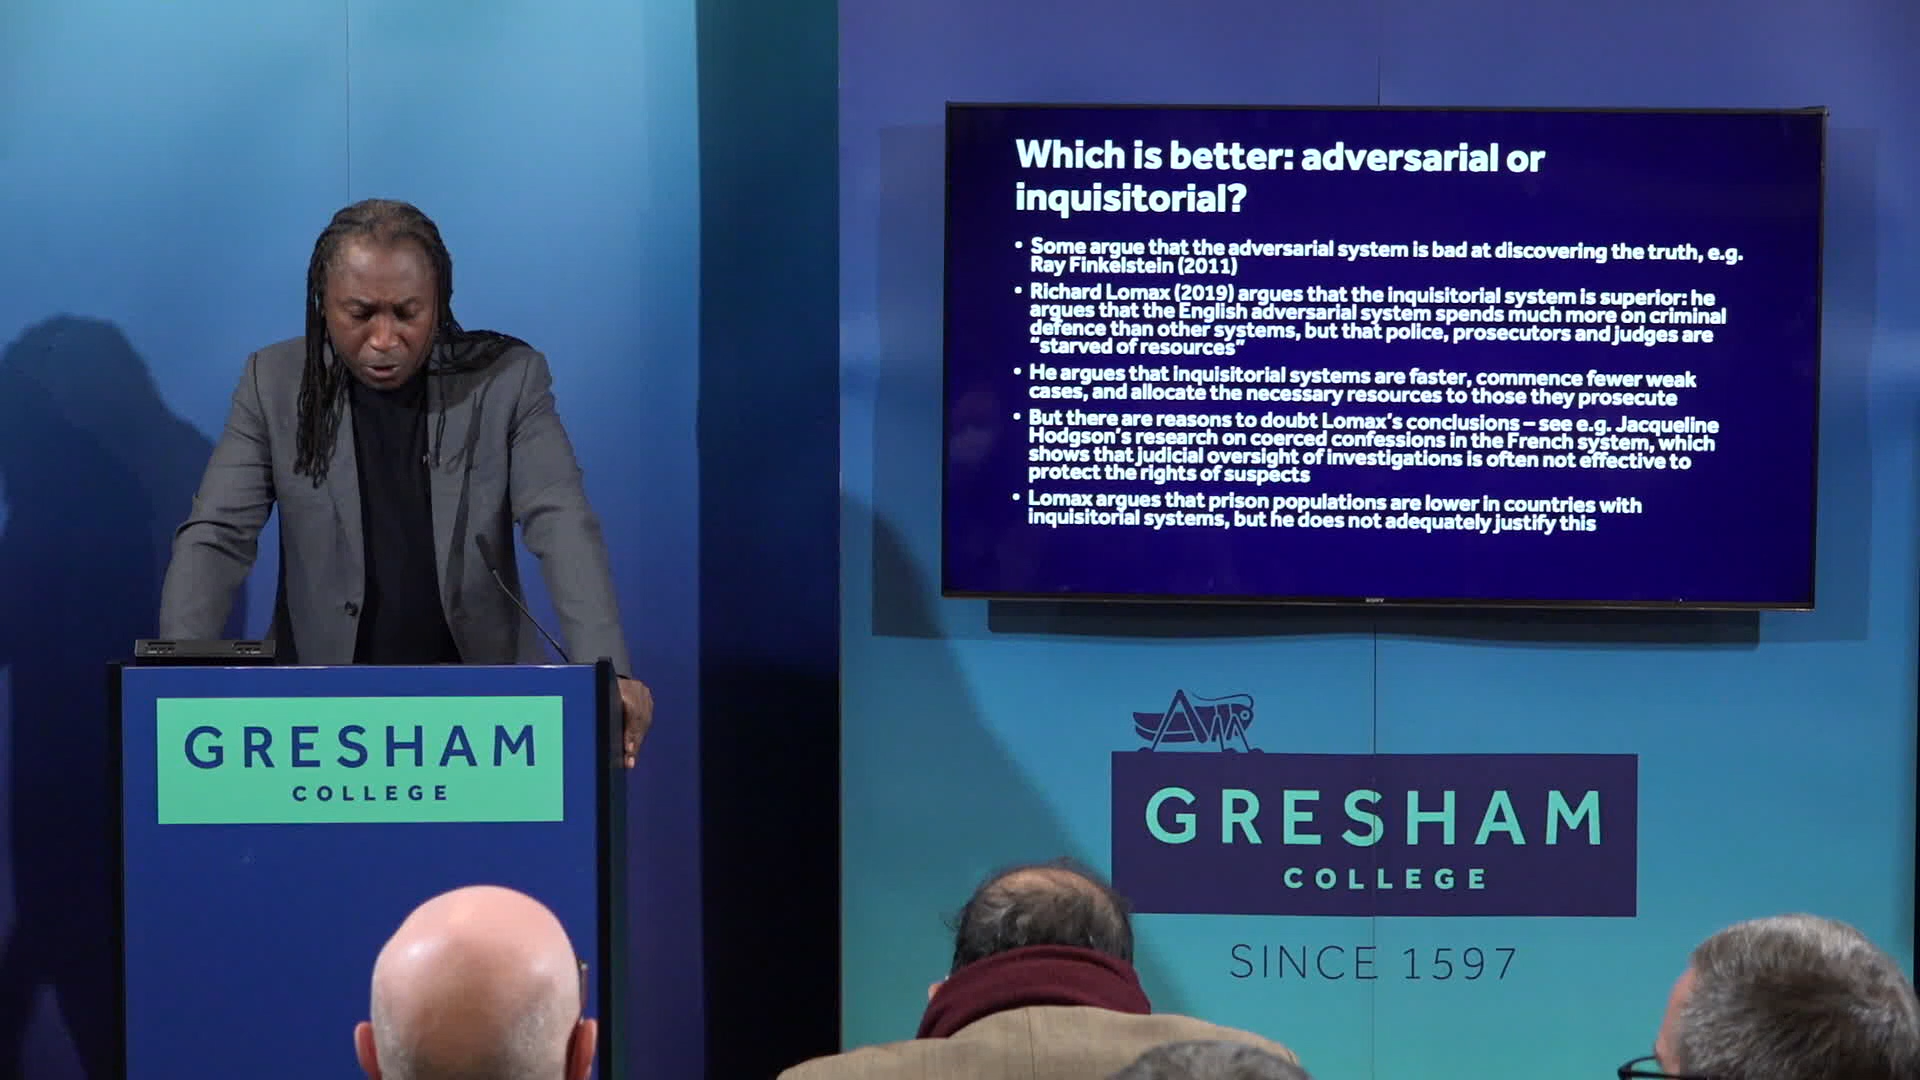 Which is better: adversarial or
inquisitorial?
• Some argue that the adversarial system is bad at discovering the truth, e.g.
Ray Finkelstein (2011)
• Richard Lomax (2019) argues that the inquisitorial system is superior: he
argues that the English adversarial system spends much more on criminal
defence than other systems, but that police, prosecutors and judges are
“starved of resources”
• He argues that inquisitorial systems are faster, commence fewer weak
cases, and allocate the necessary resources to those they prosecute
• But there are reasons to doubt Lomax’s conclusions – see e.g. Jacqueline
Hodgson’s research on coerced confessions in the French system, which
shows that judicial oversight of investigations is often not effective to
protect the rights of suspects
• Lomax argues that prison populations are lower in countries with
inquisitorial systems, but he does not adequately justify this
SONY
GRESHAM
COLLEGE
GRESHAM
COLLEGE
SINCE 1597